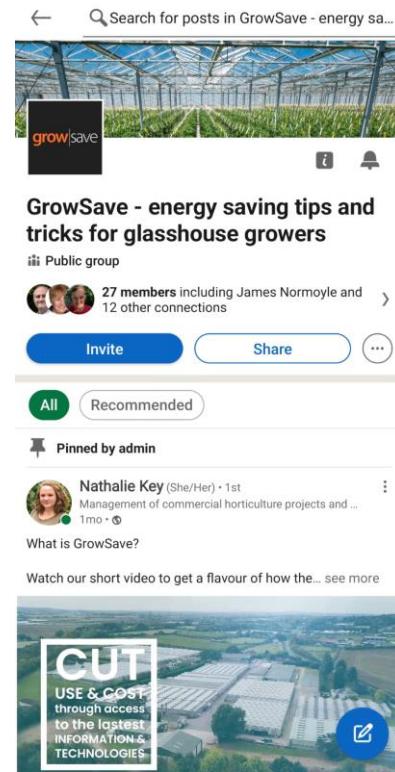 Search for posts in GrowSave - energy sa...
grow|save
GrowSave - energy saving tips and
tricks for glasshouse growers
Public group
27 members including James Normoyle and
12 other connections
Invite
Share
All
Recommended
Pinned by admin
Nathalie Key (She/Her) • 1st
Management of commercial horticulture projects and ...
1mo •
What is GrowSave?
Watch our short video to get a flavour of how the... see more
CUT
USE & COST
through access
to the lastest
INFORMATION &
TECHNOLOGIES